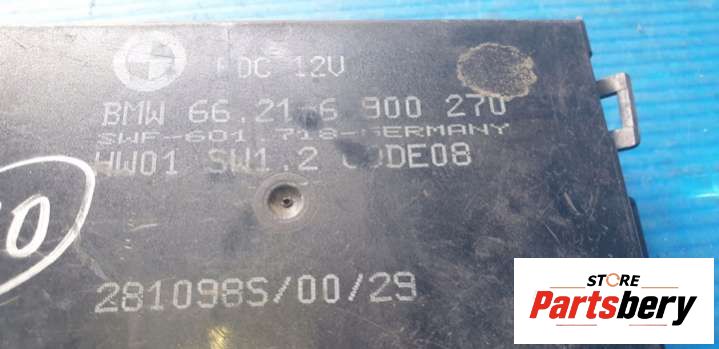 12V
BMW 66.21-6 900 270
SWF-601.718-GERMANY
HW01 SW1.2 CODE08
281098S/00/29
STORE
Partsbery